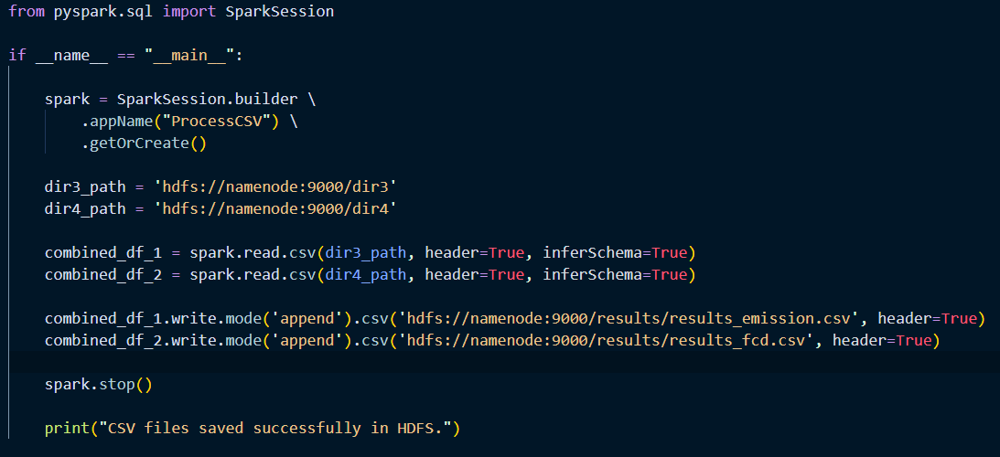 from pyspark.sql import SparkSession
if __name__ == "__main__":
spark = SparkSession.builder \
.appName("ProcessCSV") \
.getOrCreate()
dir3_path = 'hdfs://namenode:9000/dir3'
dir4_path = 'hdfs://namenode:9000/dir4'
combined_df_1 = spark.read.csv(dir3_path, header=True, inferSchema=True)
combined_df_2 = spark.read.csv(dir4_path, header=True, inferSchema=True)
combined_df_1.write.mode('append').csv('hdfs://namenode:9000/results/results_emission.csv', header=True)
combined_df_2.write.mode('append').csv('hdfs://namenode:9000/results/results_fcd.csv', header=True)
spark.stop()
print("CSV files saved successfully in HDFS.")